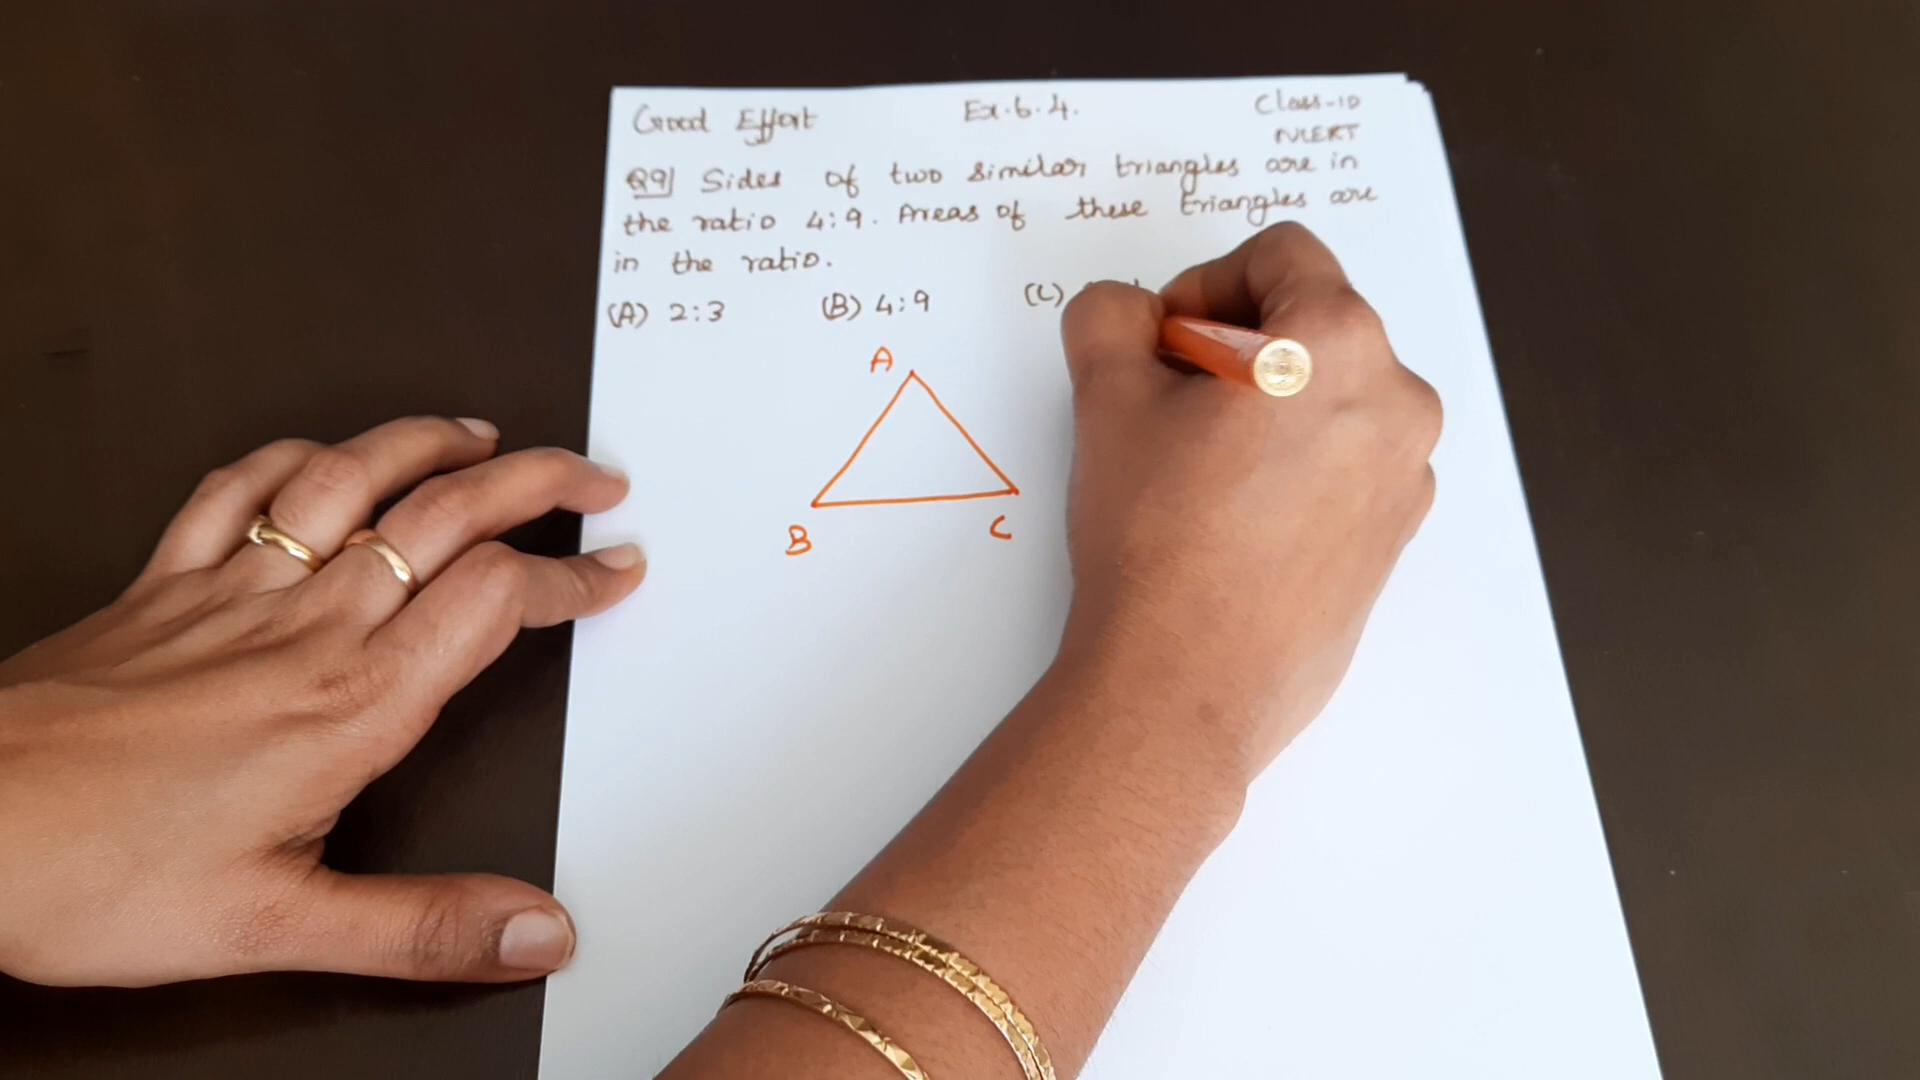 Good Effort Ex.6.4. Class-10
NCERT
Q9) Sides of two similar triangles are in
the ratio 4:9. Areas of these triangles are
in the ratio.
(A) 2:3 (B) 4:9 (C)
A
B C